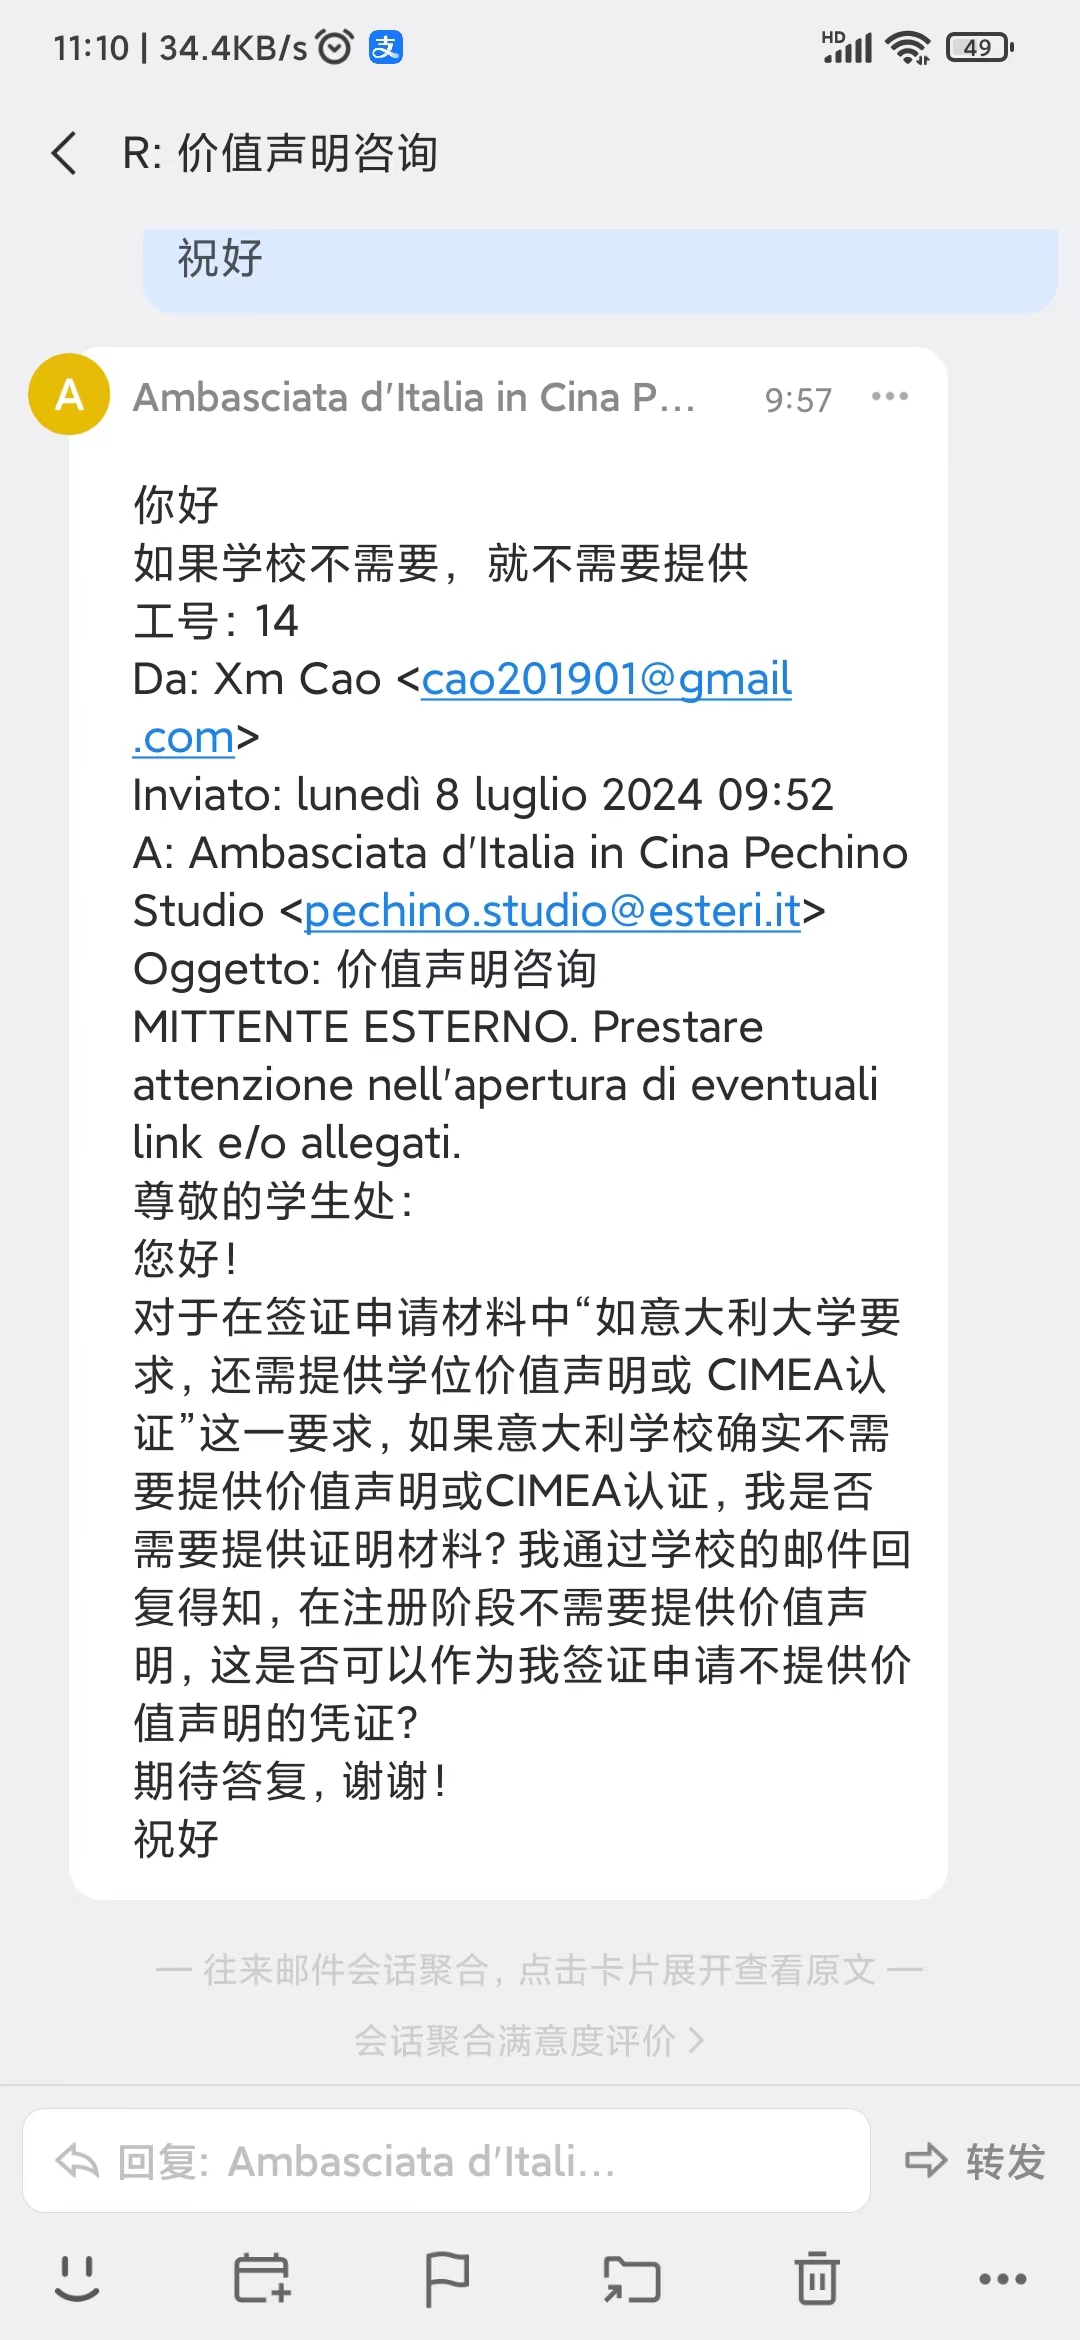 11:10 | 34.4KB/s 支 HD 49
R: 价值声明咨询
祝好
A Ambasciata d'Italia in Cina P... 9:57
你好
如果学校不需要，就不需要提供
工号：14
Da: Xm Cao <cao201901@gmail
.com>
Inviato: lunedì 8 luglio 2024 09:52
A: Ambasciata d'Italia in Cina Pechino
Studio <pechino.studio@esteri.it>
Oggetto: 价值声明咨询
MITTENTE ESTERNO. Prestare
attenzione nell'apertura di eventuali
link e/o allegati.
尊敬的学生处：
您好！
对于在签证申请材料中“如意大利大学要
求，还需提供学位价值声明或 CIMEA认
证”这一要求，如果意大利学校确实不需
要提供价值声明或CIMEA认证，我是否
需要提供证明材料？我通过学校的邮件回
复得知，在注册阶段不需要提供价值声
明，这是否可以作为我签证申请不提供价
值声明的凭证？
期待答复，谢谢！
祝好
— 往来邮件会话聚合，点击卡片展开查看原文 —
会话聚合满意度评价 >
回复：Ambasciata d'Itali... 转发